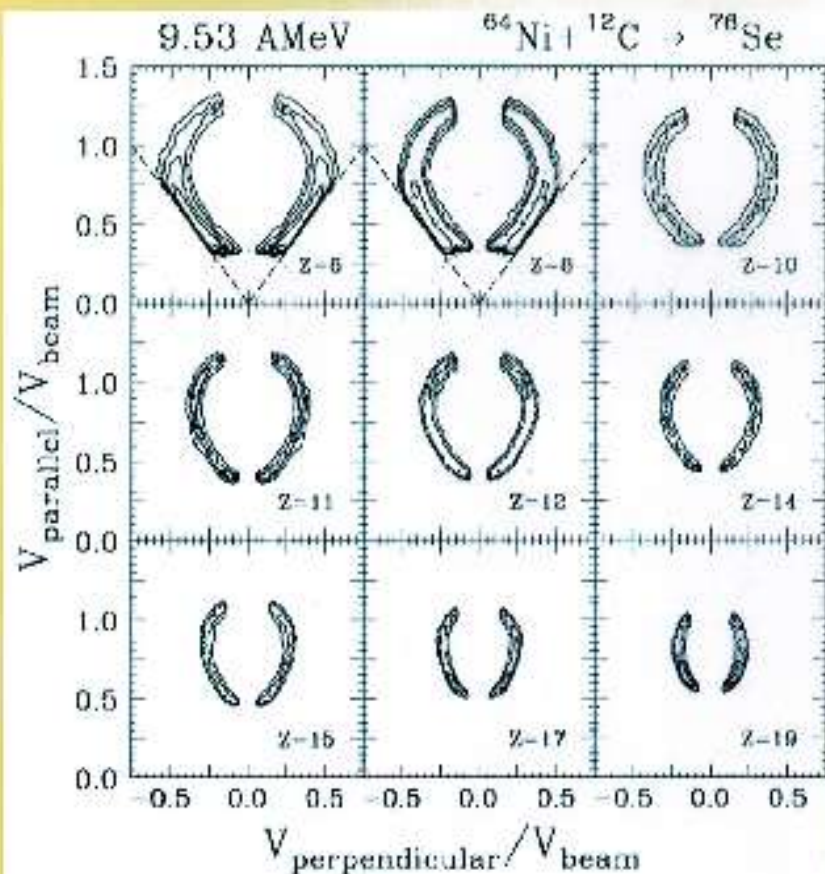 9.53 AMeV 64Ni+12C → 76Se
1.5
1.0
0.5
0.0
Z-6
Z-8
Z-10
1.0
0.5
0.0
Z-11
Z-12
Z-14
1.0
0.5
0.0
Z-15
Z-17
Z-19
−0.5 0.0 0.5 −0.5 0.0 0.5 −0.5 0.0 0.5
Vparallel/Vbeam
Vperpendicular/Vbeam